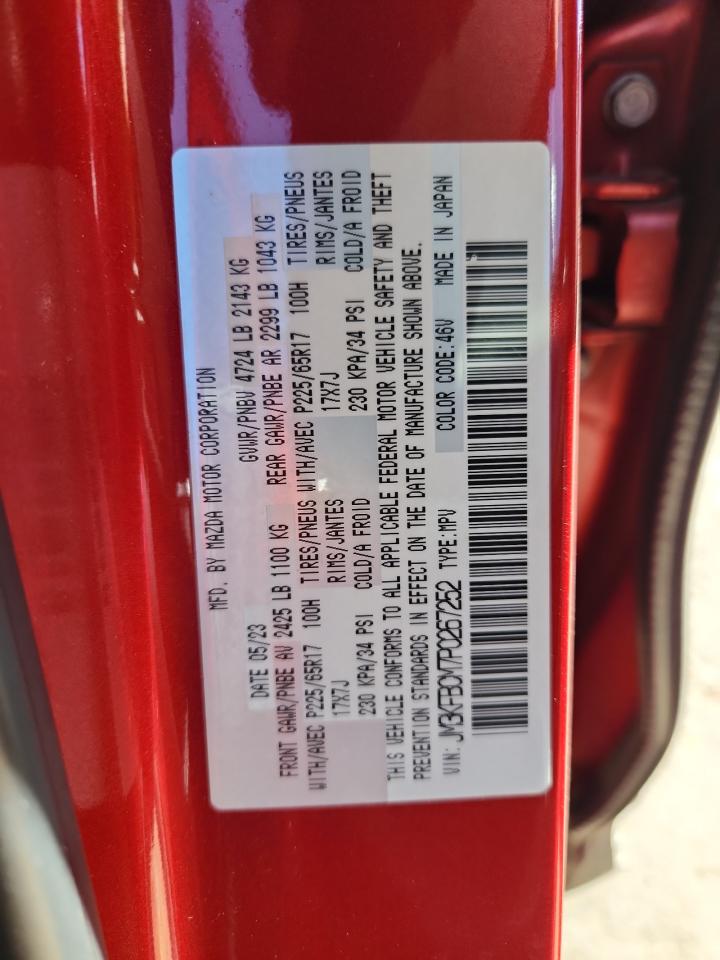 MFD. BY MAZDA MOTOR CORPORATION
DATE 05/23 GVWR/PNBV 4724 LB 2143 KG
FRONT GAWR/PNBE AV 2425 LB 1100 KG REAR GAWR/PNBE AR 2299 LB 1043 KG
WITH/AVEC P225/65R17 100H TIRES/PNEUS WITH/AVEC P225/65R17 100H TIRES/PNEUS
17X7J RIMS/JANTES 17X7J RIMS/JANTES
230 KPA/34 PSI COLD/A FROID 230 KPA/34 PSI COLD/A FROID
THIS VEHICLE CONFORMS TO ALL APPLICABLE FEDERAL MOTOR VEHICLE SAFETY AND THEFT
PREVENTION STANDARDS IN EFFECT ON THE DATE OF MANUFACTURE SHOWN ABOVE.
VIN: JM3KFBCM7P0267252 TYPE:MPV COLOR CODE:46V MADE IN JAPAN